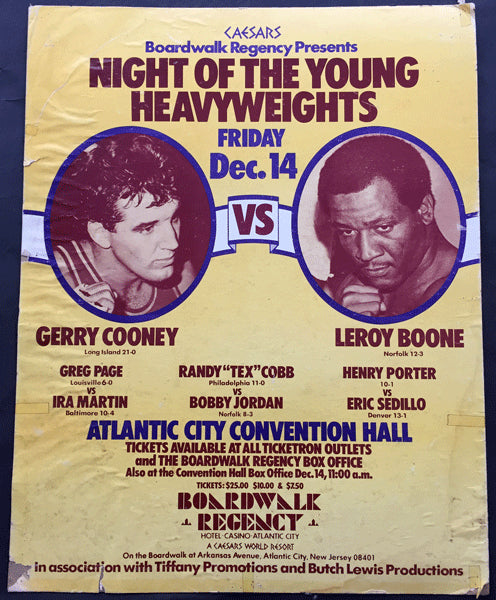 CAESARS
Boardwalk Regency Presents
NIGHT OF THE YOUNG
HEAVYWEIGHTS
FRIDAY
Dec. 14
VS
GERRY COONEY
Long Island 21-0
LEROY BOONE
Norfolk 12-3
GREG PAGE
Louisville 6-0
VS
IRA MARTIN
Baltimore 10-4
RANDY "TEX" COBB
Philadelphia 11-0
VS
BOBBY JORDAN
Norfolk 8-3
HENRY PORTER
10-1
VS
ERIC SEDILLO
Denver 13-1
ATLANTIC CITY CONVENTION HALL
TICKETS AVAILABLE AT ALL TICKETRON OUTLETS
and THE BOARDWALK REGENCY BOX OFFICE
Also at the Convention Hall Box Office Dec. 14, 11:00 a.m.
TICKETS: $25.00 $10.00 & $7.50
BOARDWALK
REGENCY
HOTEL·CASINO·ATLANTIC CITY
A CAESARS WORLD RESORT
On the Boardwalk at Arkansas Avenue, Atlantic City, New Jersey 08401
in association with Tiffany Promotions and Butch Lewis Productions